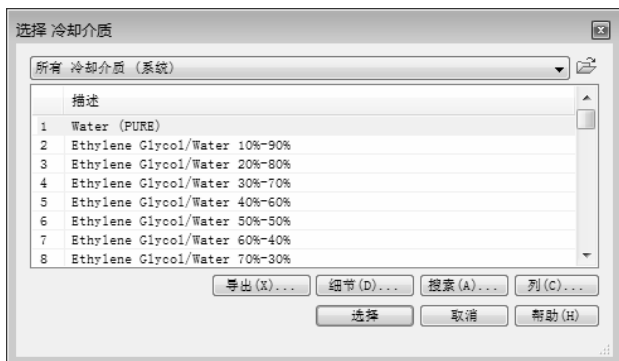 选择 冷却介质
所有 冷却介质 (系统)
描述
1 Water (PURE)
2 Ethylene Glycol/Water 10%-90%
3 Ethylene Glycol/Water 20%-80%
4 Ethylene Glycol/Water 30%-70%
5 Ethylene Glycol/Water 40%-60%
6 Ethylene Glycol/Water 50%-50%
7 Ethylene Glycol/Water 60%-40%
8 Ethylene Glycol/Water 70%-30%
导出(X)... 细节(D)... 搜索(A)... 列(C)...
选择 取消 帮助(H)